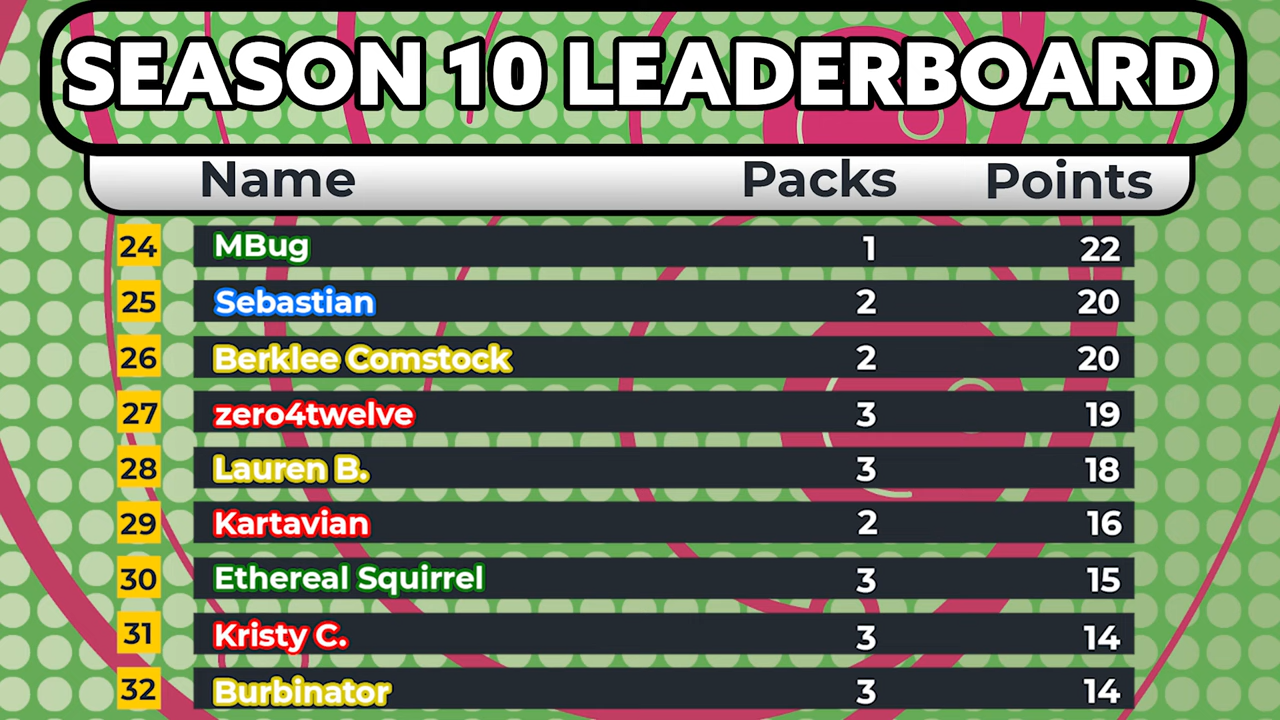 SEASON 10 LEADERBOARD
Name Packs Points
24 MBug 1 22
25 Sebastian 2 20
26 Berklee Comstock 2 20
27 zero4twelve 3 19
28 Lauren B. 3 18
29 Kartavian 2 16
30 Ethereal Squirrel 3 15
31 Kristy C. 3 14
32 Burbinator 3 14